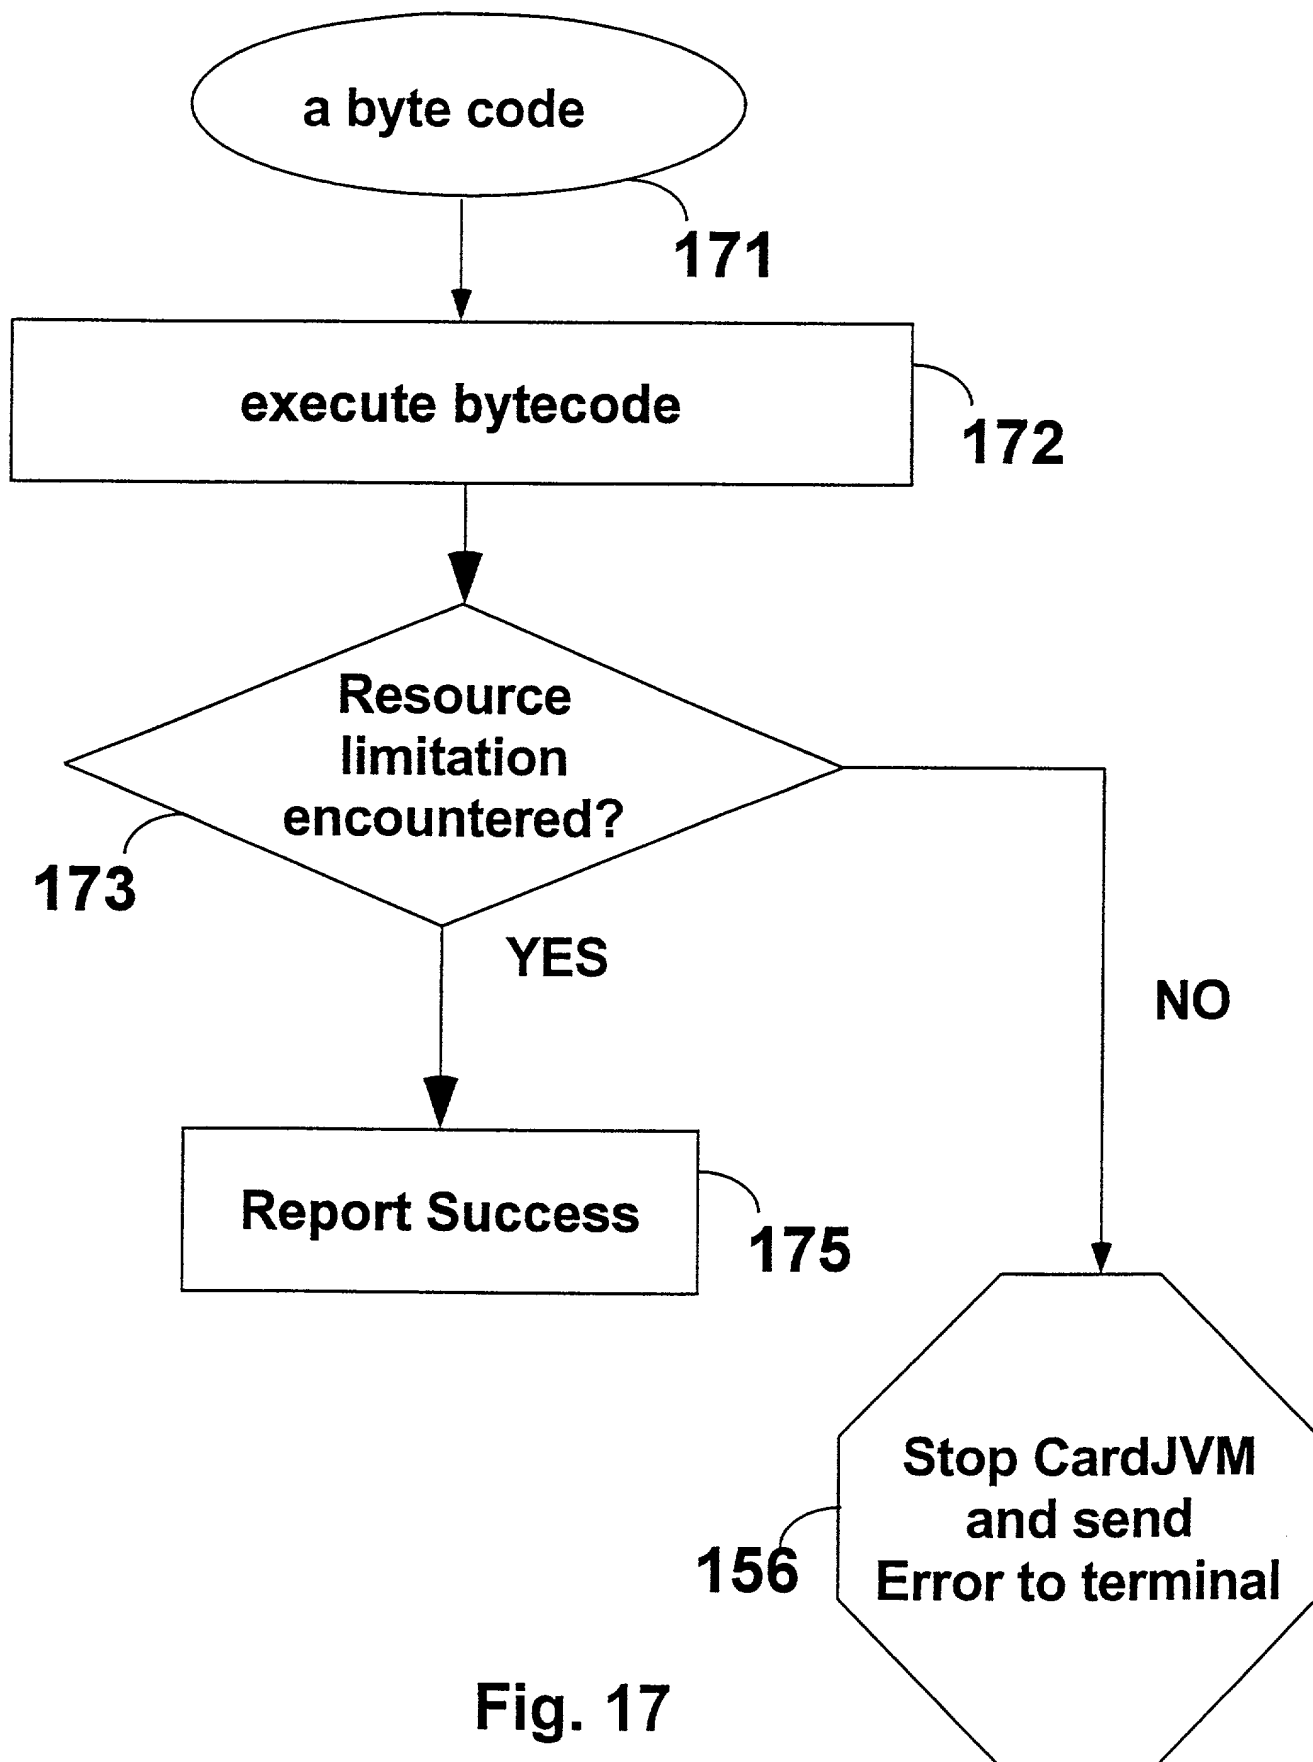 a byte code
171
execute bytecode
172
Resource
limitation
encountered?
173
YES
NO
Report Success
175
Stop CardJVM
and send
Error to terminal
156
Fig. 17